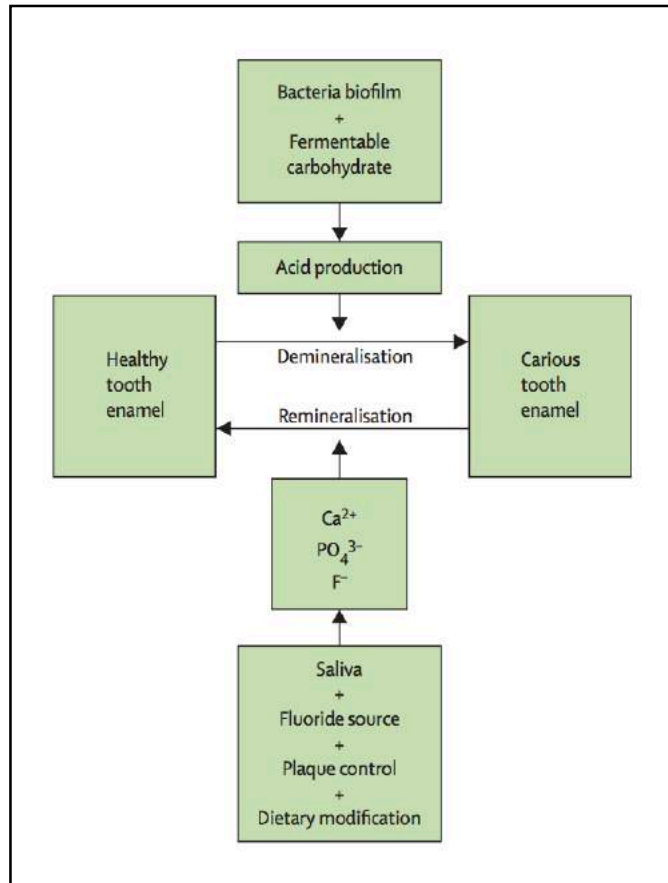 Bacteria biofilm
+
Fermentable
carbohydrate
Acid production
Healthy
tooth
enamel
Demineralisation
Remineralisation
Carious
tooth
enamel
Ca²⁺
PO₄³⁻
F⁻
Saliva
+
Fluoride source
+
Plaque control
+
Dietary modification